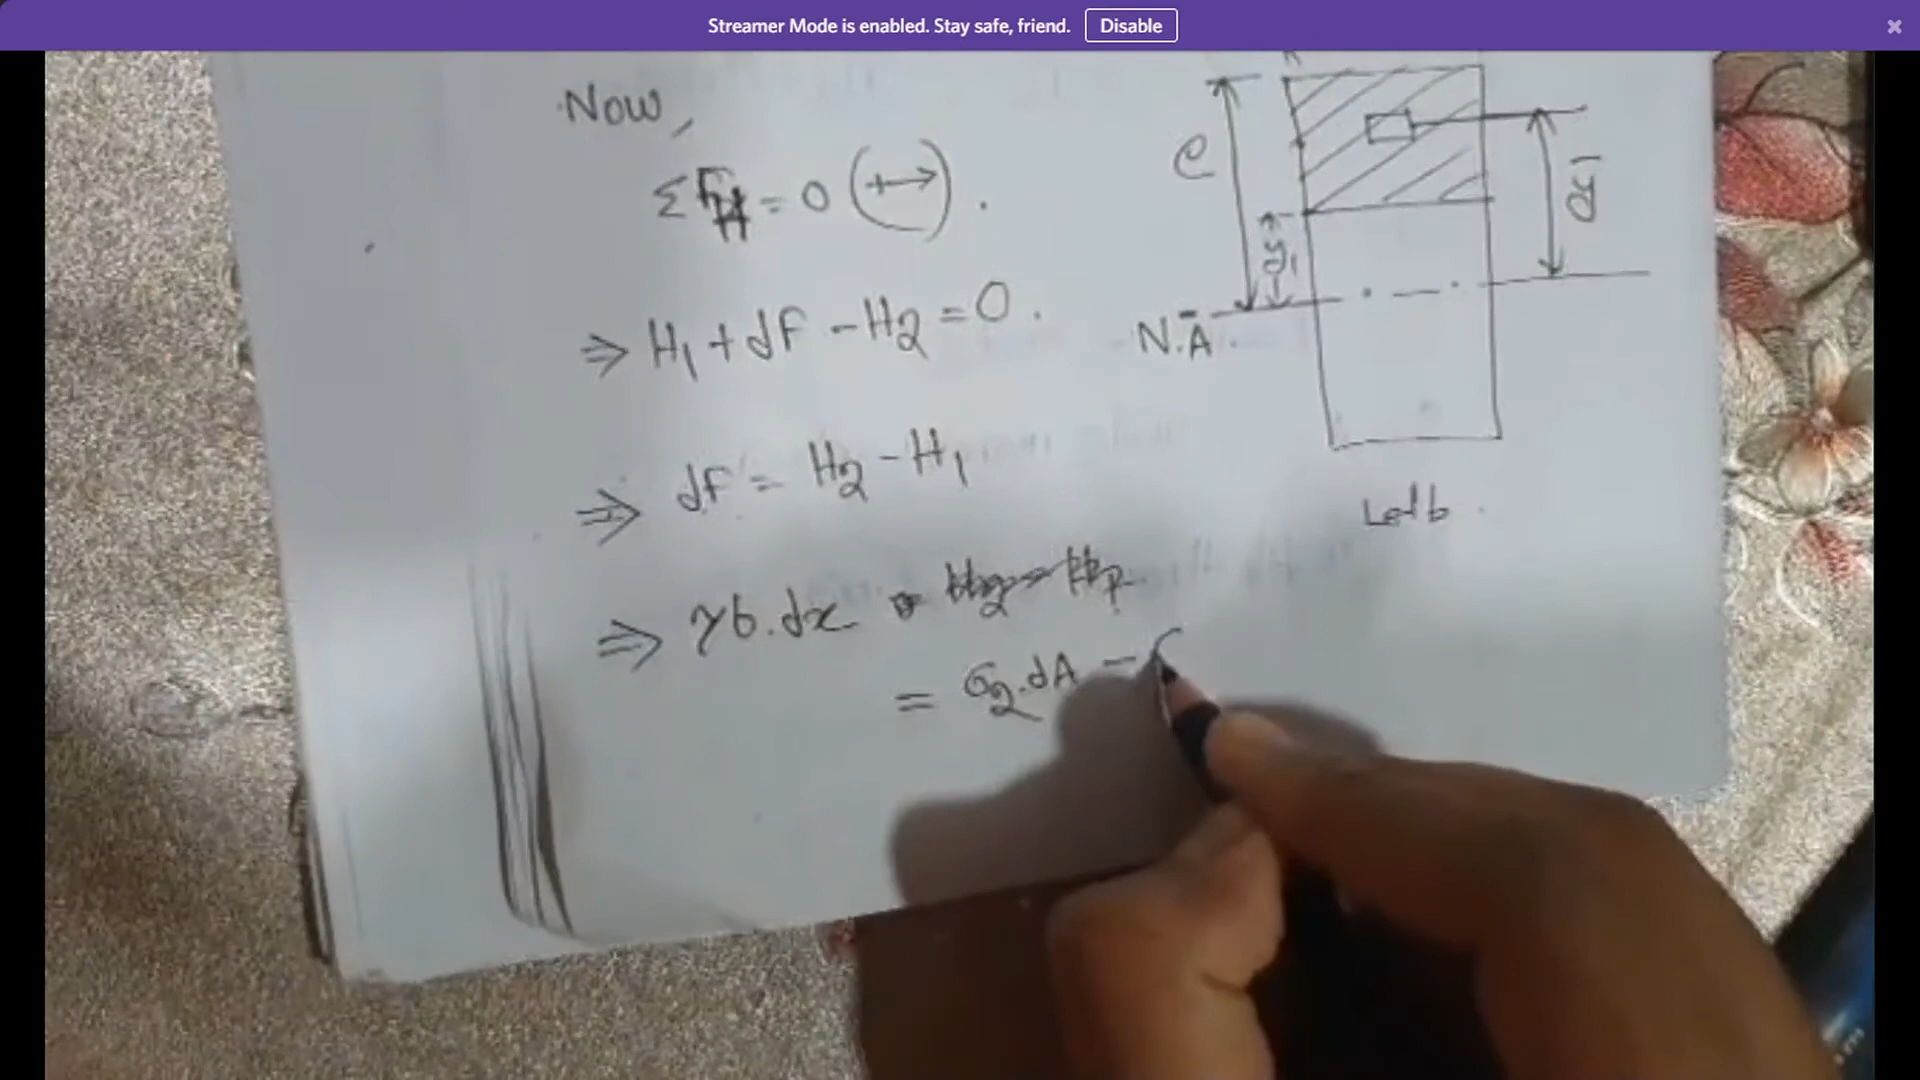 Streamer Mode is enabled. Stay safe, friend. Disable
Now,
ΣFH = 0 (+→).
⇒ H1 + dF - H2 = 0.
⇒ dF = H2 - H1
⇒ τb.dx
= σ2.dA -
e
y1
ȳ
N.A
Let b